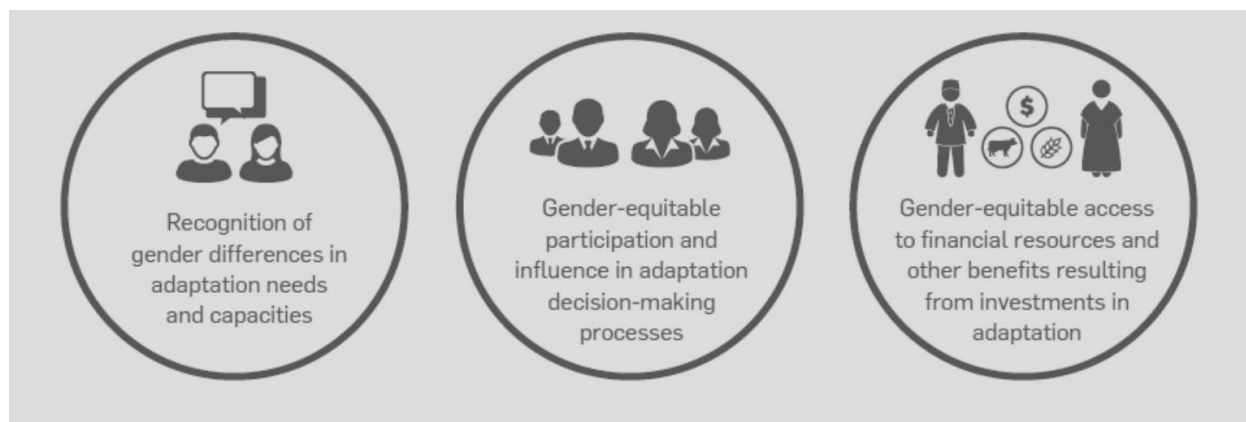 Recognition of
gender differences in
adaptation needs
and capacities
Gender-equitable
participation and
influence in adaptation
decision-making
processes
$
Gender-equitable access
to financial resources and
other benefits resulting
from investments in
adaptation